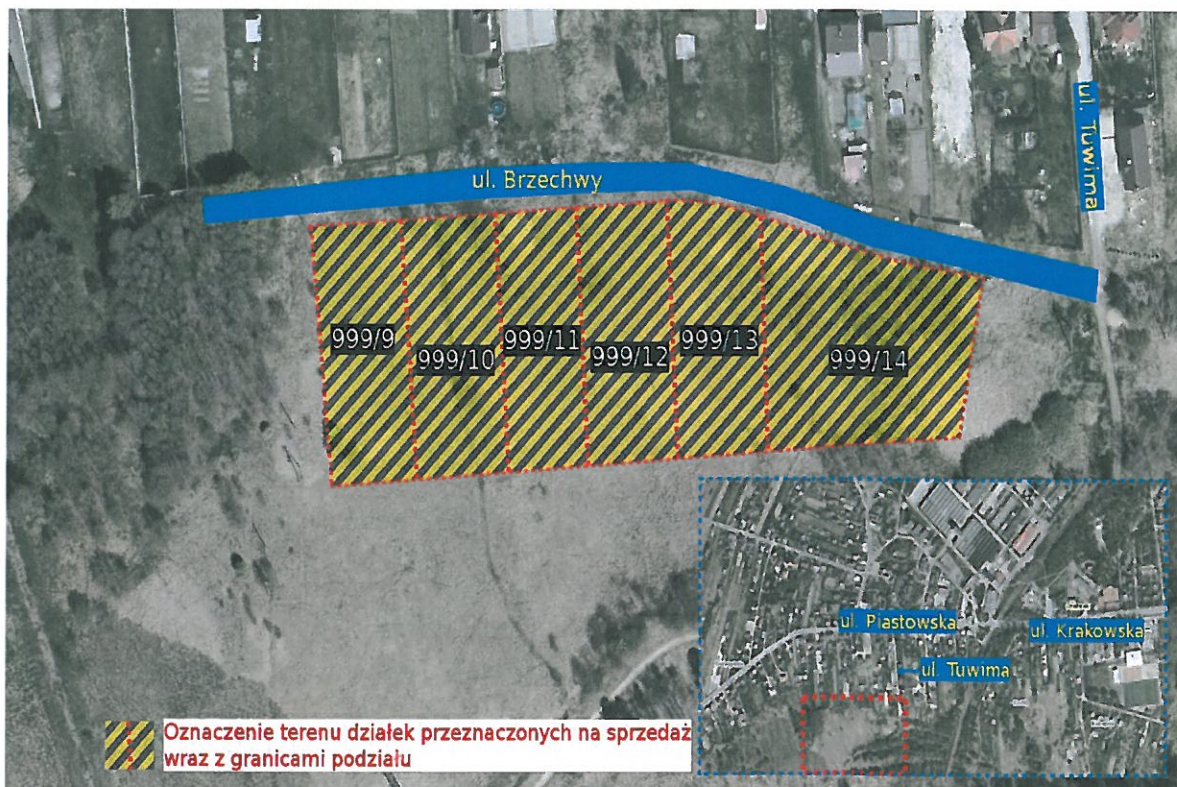 ul. Tuwima
ul. Brzechwy
999/9
999/10
999/11
999/12
999/13
999/14
ul. Piastowska
ul. Krakowska
ul. Tuwima
Oznaczenie terenu działek przeznaczonych na sprzedaż
wraz z granicami podziału